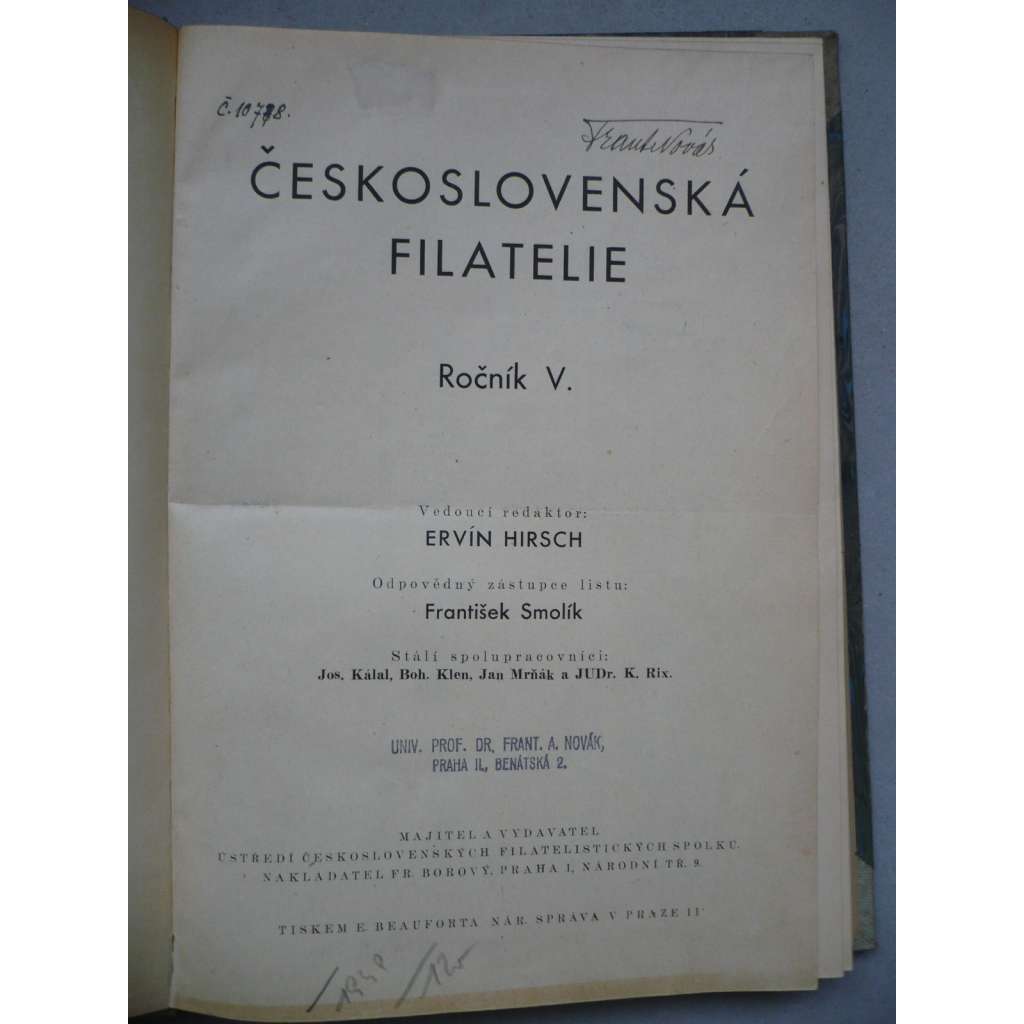 Č. 10778.
Frant Novák
ČESKOSLOVENSKÁ
FILATELIE
Ročník V.
Vedoucí redaktor:
ERVÍN HIRSCH
Odpovědný zástupce listu:
František Smolík
Stálí spolupracovníci:
Jos. Kálal, Boh. Klen, Jan Mrňák a JUDr. K. Rix.
UNIV. PROF. DR. FRANT. A. NOVÁK,
PRAHA II., BENÁTSKÁ 2.
MAJITEL A VYDAVATEL
ÚSTŘEDÍ ČESKOSLOVENSKÝCH FILATELISTICKÝCH SPOLKŮ.
NAKLADATEL FR. BOROVÝ, PRAHA I, NÁRODNÍ TŘ. 9.
TISKEM E. BEAUFORTA NÁR. SPRÁVA V PRAZE II